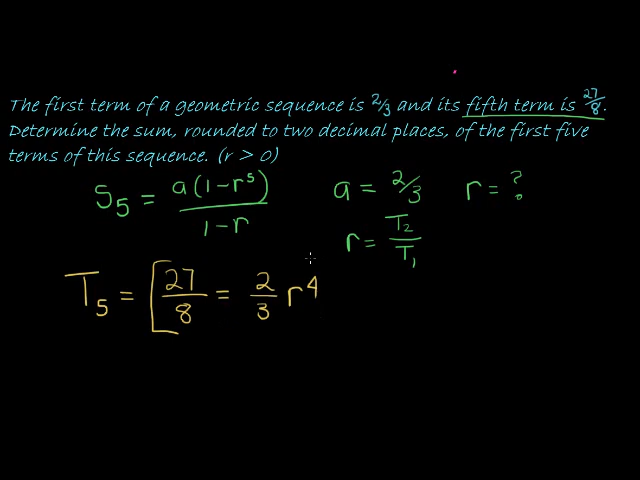 The first term of a geometric sequence is 2/3 and its fifth term is 27/8.
Determine the sum, rounded to two decimal places, of the first five
terms of this sequence. (r > 0)
S₅ = a(1-r⁵)/(1-r) a = 2/3 r = ?
r = T₂/T₁
T₅ = [27/8 = 2/3 r⁴